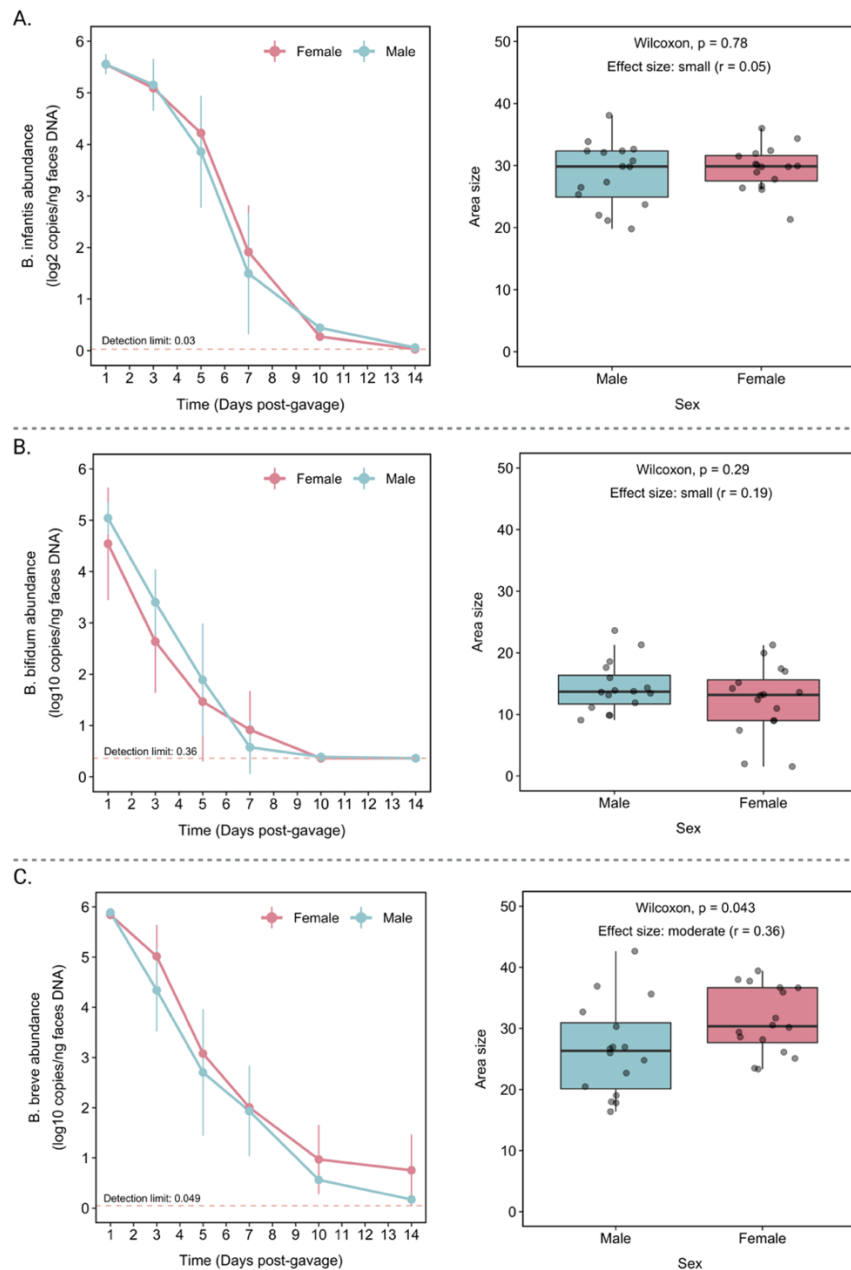 A.
B. infantis abundance
(log2 copies/ng faces DNA)
6
5
4
3
2
1
0
Female
Male
Detection limit: 0.03
1 2 3 4 5 6 7 8 9 10 11 12 13 14
Time (Days post-gavage)
Area size
50
40
30
20
10
0
Wilcoxon, p = 0.78
Effect size: small (r = 0.05)
Male
Female
Sex
B.
B. bifidum abundance
(log10 copies/ng faces DNA)
6
5
4
3
2
1
0
Female
Male
Detection limit: 0.36
1 2 3 4 5 6 7 8 9 10 11 12 13 14
Time (Days post-gavage)
Area size
50
40
30
20
10
0
Wilcoxon, p = 0.29
Effect size: small (r = 0.19)
Male
Female
Sex
C.
B. breve abundance
(log10 copies/ng faces DNA)
6
5
4
3
2
1
0
Female
Male
Detection limit: 0.049
1 2 3 4 5 6 7 8 9 10 11 12 13 14
Time (Days post-gavage)
Area size
50
40
30
20
10
0
Wilcoxon, p = 0.043
Effect size: moderate (r = 0.36)
Male
Female
Sex